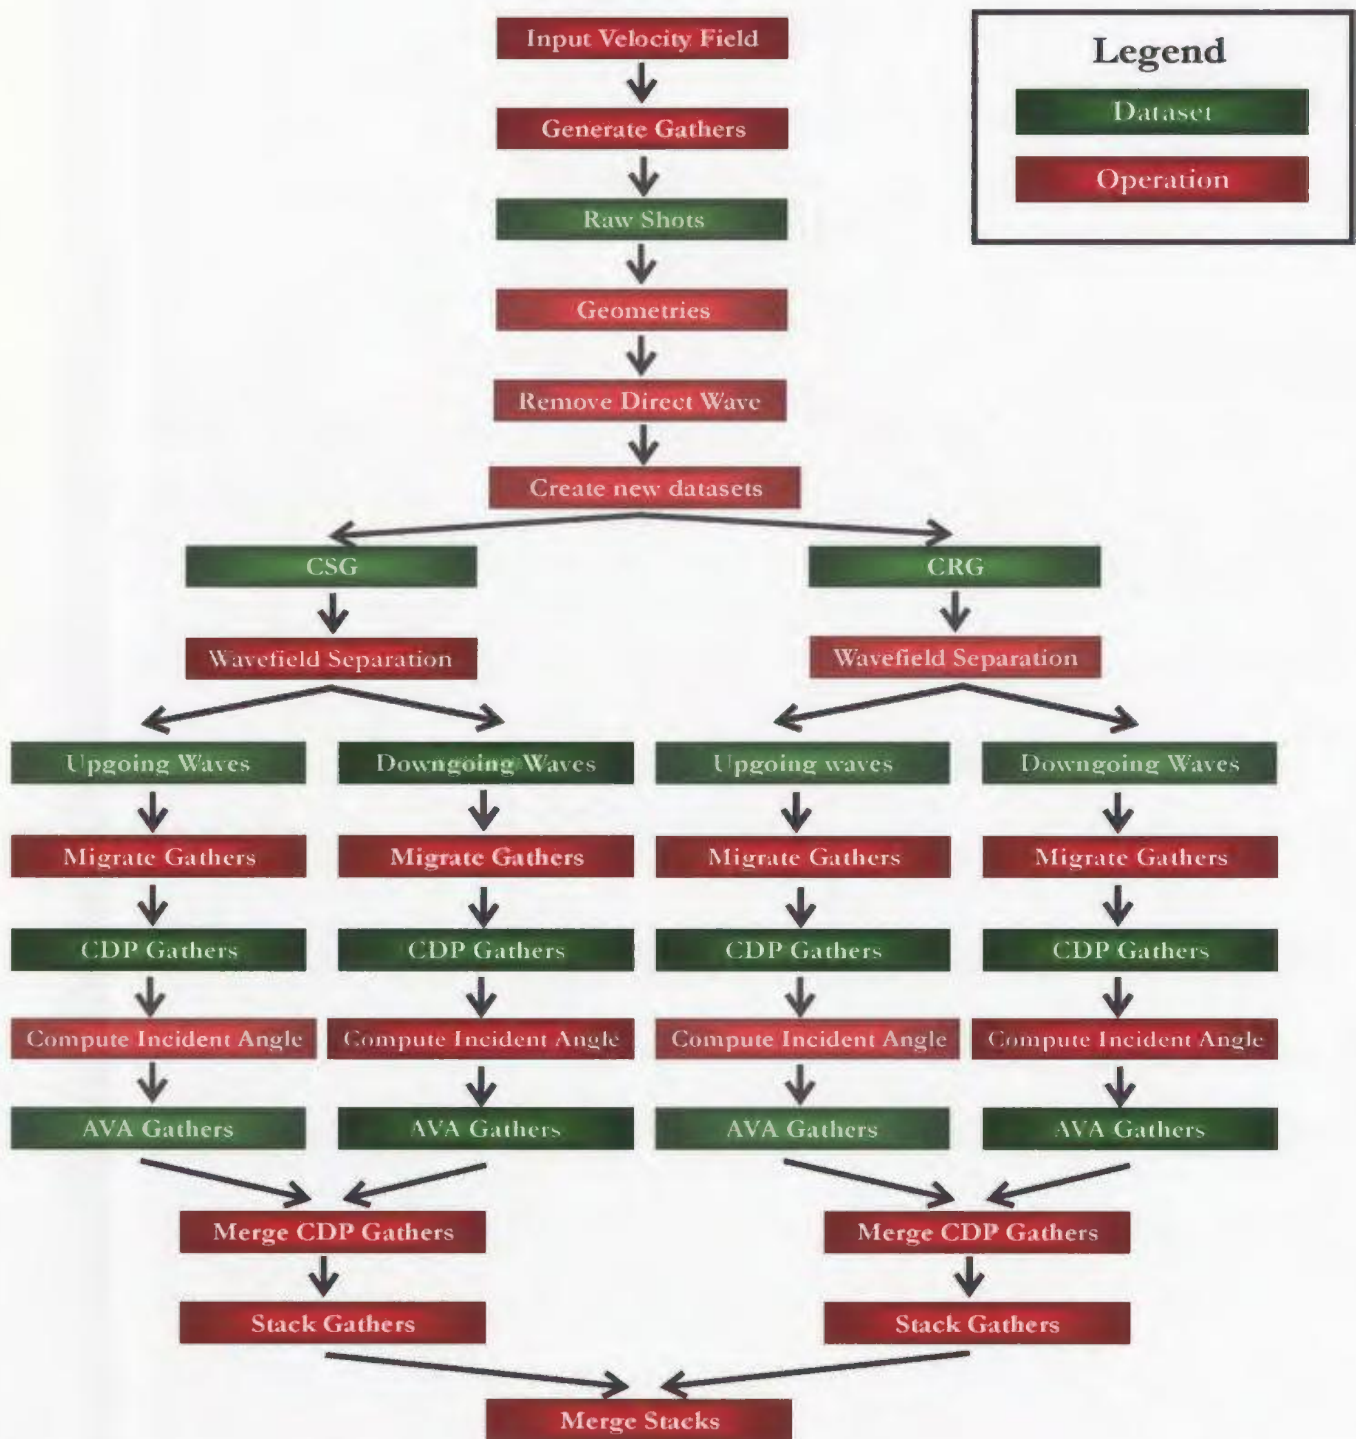 Input Velocity Field
Legend
Generate Gathers
Dataset
Operation
Raw Shots
Geometries
Remove Direct Wave
Create new datasets
CSG
CRG
Wavefield Separation
Wavefield Separation
Upgoing Waves
Downgoing Waves
Upgoing waves
Downgoing Waves
Migrate Gathers
Migrate Gathers
Migrate Gathers
Migrate Gathers
CDP Gathers
CDP Gathers
CDP Gathers
CDP Gathers
Compute Incident Angle
Compute Incident Angle
Compute Incident Angle
Compute Incident Angle
AVA Gathers
AVA Gathers
AVA Gathers
AVA Gathers
Merge CDP Gathers
Merge CDP Gathers
Stack Gathers
Stack Gathers
Merge Stacks